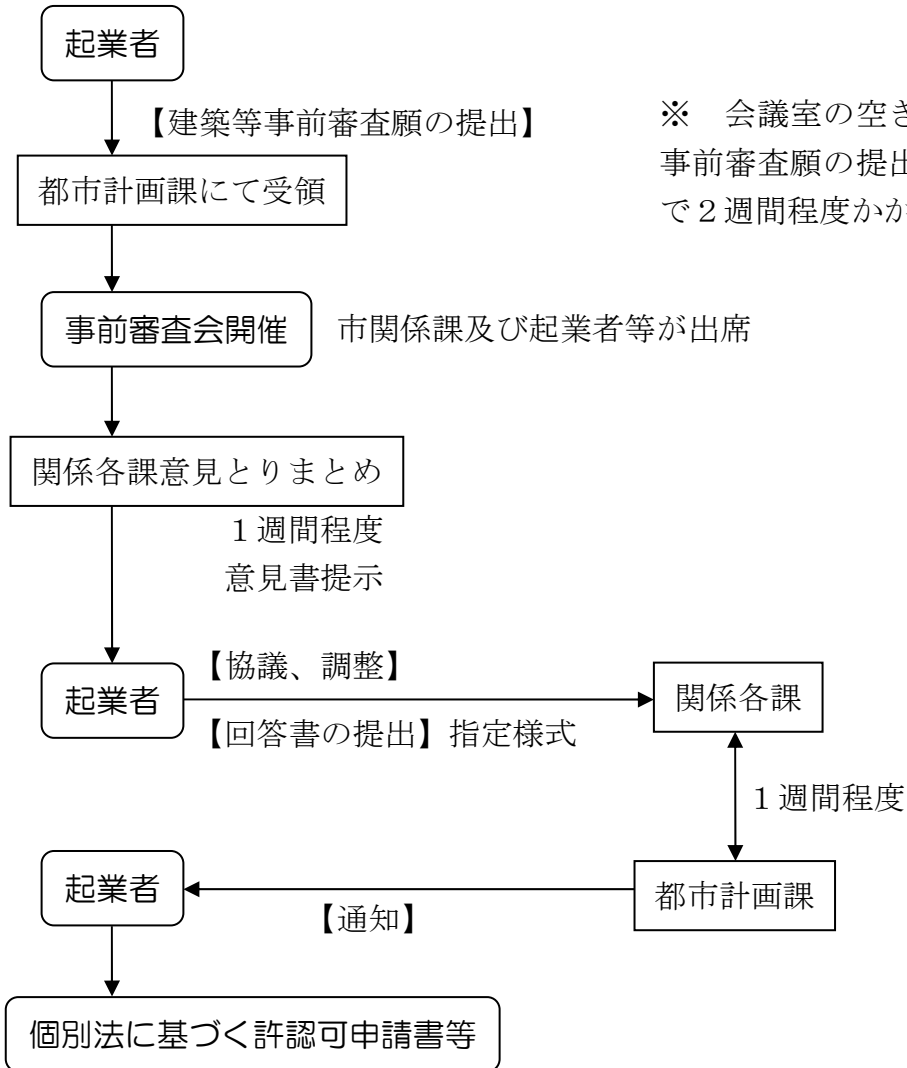 起業者
【建築等事前審査願の提出】
※　会議室の空き
事前審査願の提出
で２週間程度かか
都市計画課にて受領
事前審査会開催
市関係課及び起業者等が出席
関係各課意見とりまとめ
１週間程度
意見書提示
起業者
【協議、調整】
【回答書の提出】指定様式
関係各課
１週間程度
起業者
【通知】
都市計画課
個別法に基づく許認可申請書等